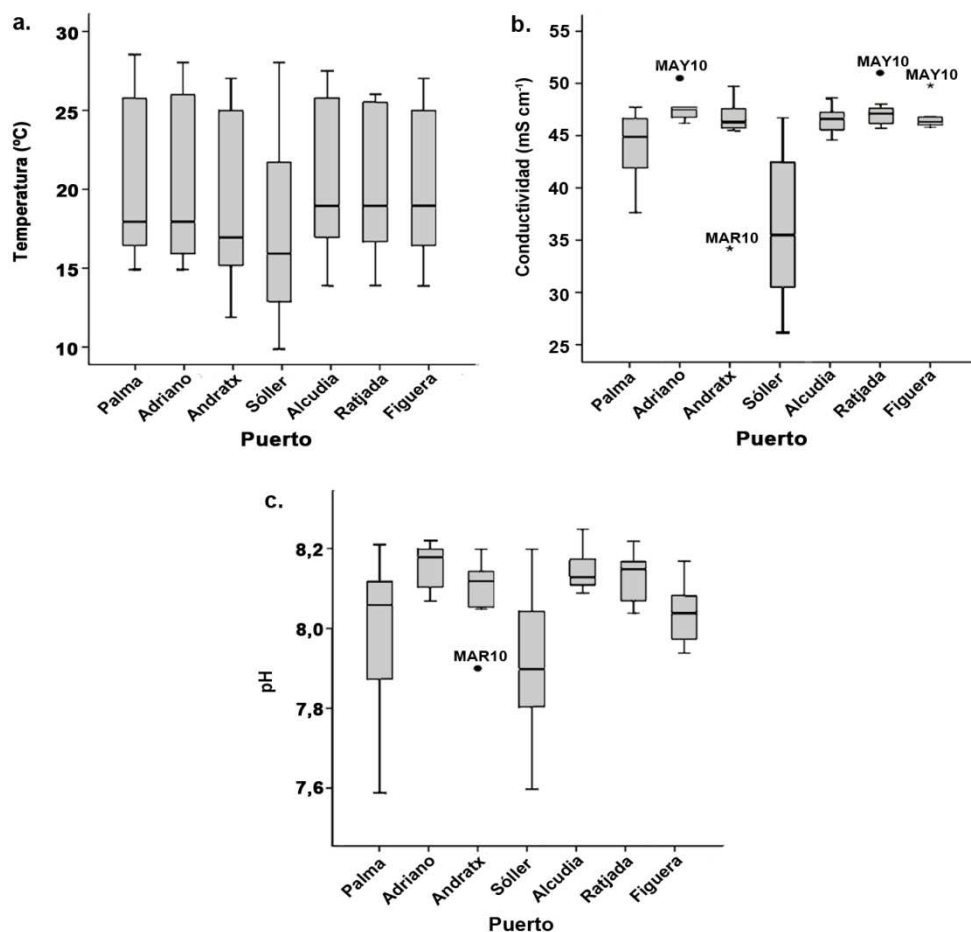 a.
Temperatura (ºC)
30
25
20
15
10
Palma
Adriano
Andratx
Sóller
Alcudia
Ratjada
Figuera
Puerto
b.
Conductividad (mS cm⁻¹)
55
50
45
40
35
30
25
MAY10
MAY10
MAY10
MAR10
Palma
Adriano
Andratx
Sóller
Alcudia
Ratjada
Figuera
Puerto
c.
pH
8,2
8,0
7,8
7,6
MAR10
Palma
Adriano
Andratx
Sóller
Alcudia
Ratjada
Figuera
Puerto